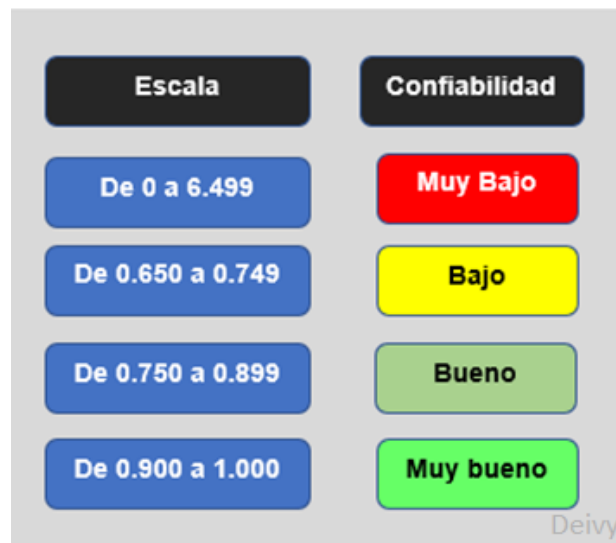 Escala Confiabilidad
De 0 a 6.499 Muy Bajo
De 0.650 a 0.749 Bajo
De 0.750 a 0.899 Bueno
De 0.900 a 1.000 Muy bueno
Deivy